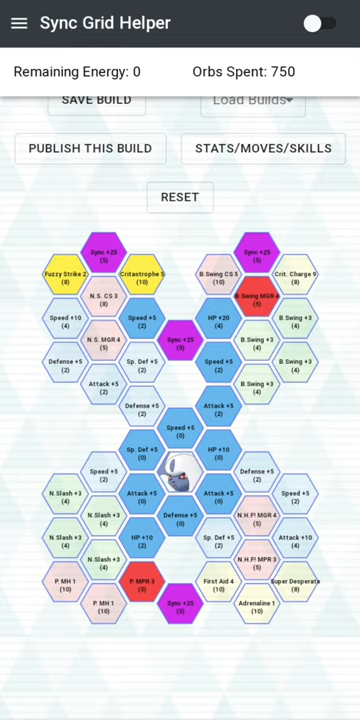 Sync Grid Helper
Remaining Energy: 0 Orbs Spent: 750
SAVE BUILD Load Builds
PUBLISH THIS BUILD STATS/MOVES/SKILLS
RESET
Sync +25
(5)
Sync +25
(5)
Fuzzy Strike 2
(8)
Critastrophe 5
(10)
B.Swing CS 5
(10)
Crit. Charge 9
(8)
N.S. CS 3
(8)
B.Swing MGR 4
(5)
Speed +10
(4)
Speed +5
(2)
HP +20
(4)
B.Swing +3
(4)
N.S. MGR 4
(5)
Sync +25
(5)
B.Swing +3
(4)
Defense +5
(2)
Sp. Def +5
(2)
Speed +5
(2)
B.Swing +3
(4)
Attack +5
(2)
B.Swing +3
(4)
Defense +5
(2)
Attack +5
(2)
Speed +5
(0)
Sp. Def +5
(0)
HP +10
(0)
Speed +5
(2)
Defense +5
(2)
N.Slash +3
(4)
Attack +5
(0)
Attack +5
(0)
Speed +5
(2)
N.Slash +3
(4)
Defense +5
(0)
N.H.F! MGR 4
(5)
N.Slash +3
(4)
HP +10
(2)
Sp. Def +5
(2)
Attack +10
(4)
N.Slash +3
(4)
N.H.F! MPR 3
(5)
P. MH 1
(10)
P. MPR 3
(5)
First Aid 4
(10)
Super Desperate
(8)
P. MH 1
(10)
Sync +25
(5)
Adrenaline 1
(10)